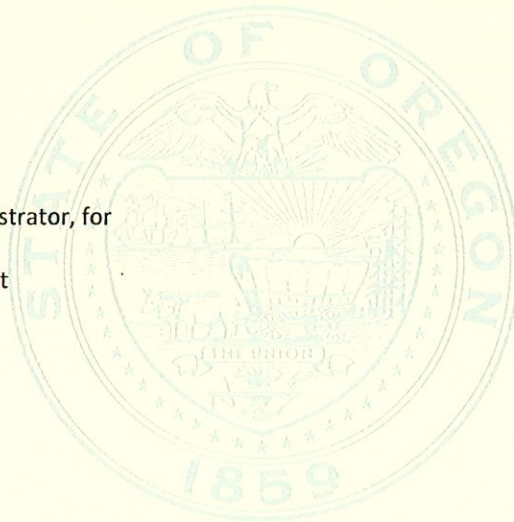 STATE OF OREGON
strator, for
t
THE UNION
1859